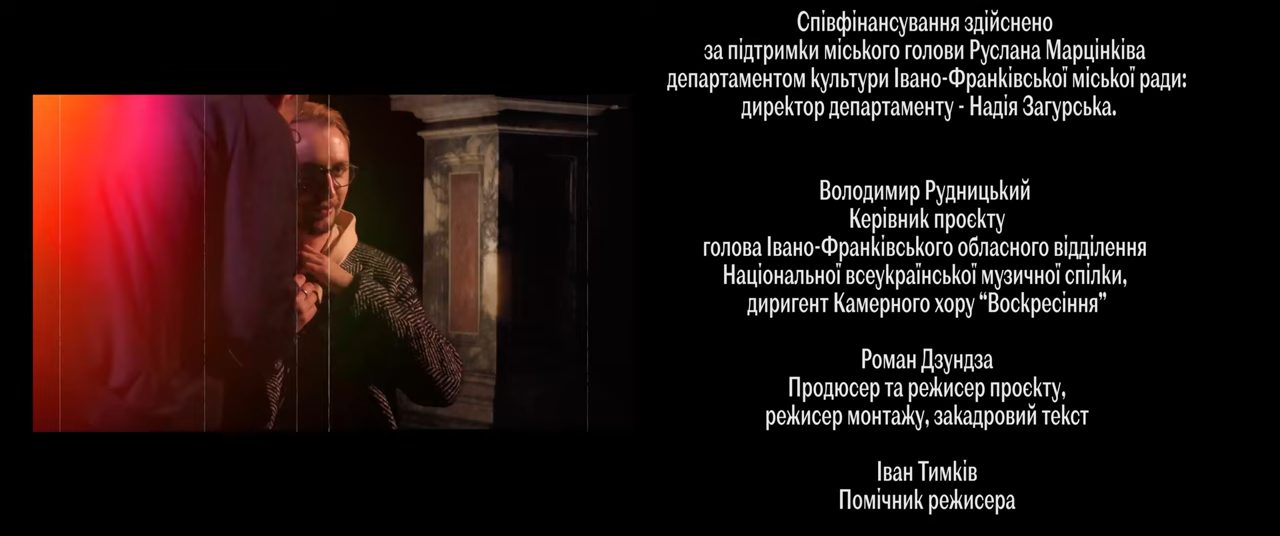 Співфінансування здійснено
за підтримки міського голови Руслана Марцінківа
департаментом культури Івано-Франківської міської ради:
директор департаменту - Надія Загурська.
Володимир Рудницький
Керівник проєкту
голова Івано-Франківського обласного відділення
Національної всеукраїнської музичної спілки,
диригент Камерного хору “Воскресіння”
Роман Дзундза
Продюсер та режисер проєкту,
режисер монтажу, закадровий текст
Іван Тимків
Помічник режисера